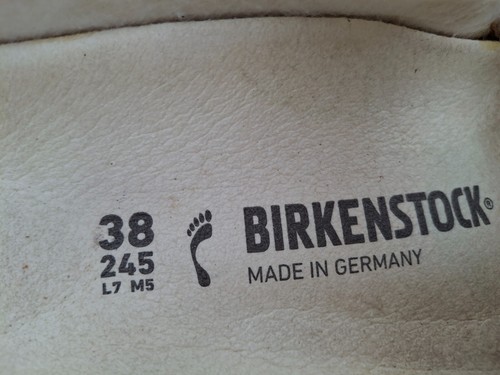 38
245
L7 M5
BIRKENSTOCK®
MADE IN GERMANY